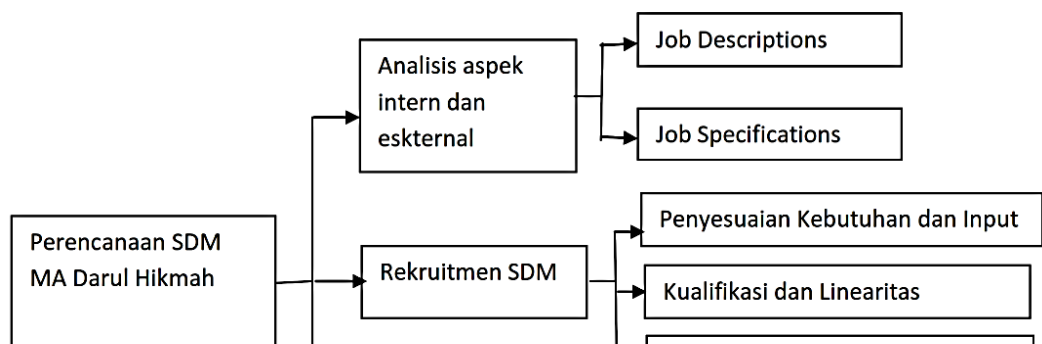 Job Descriptions
Analisis aspek
intern dan
eskternal
Job Specifications
Penyesuaian Kebutuhan dan Input
Perencanaan SDM
MA Darul Hikmah
Rekruitmen SDM
Kualifikasi dan Linearitas